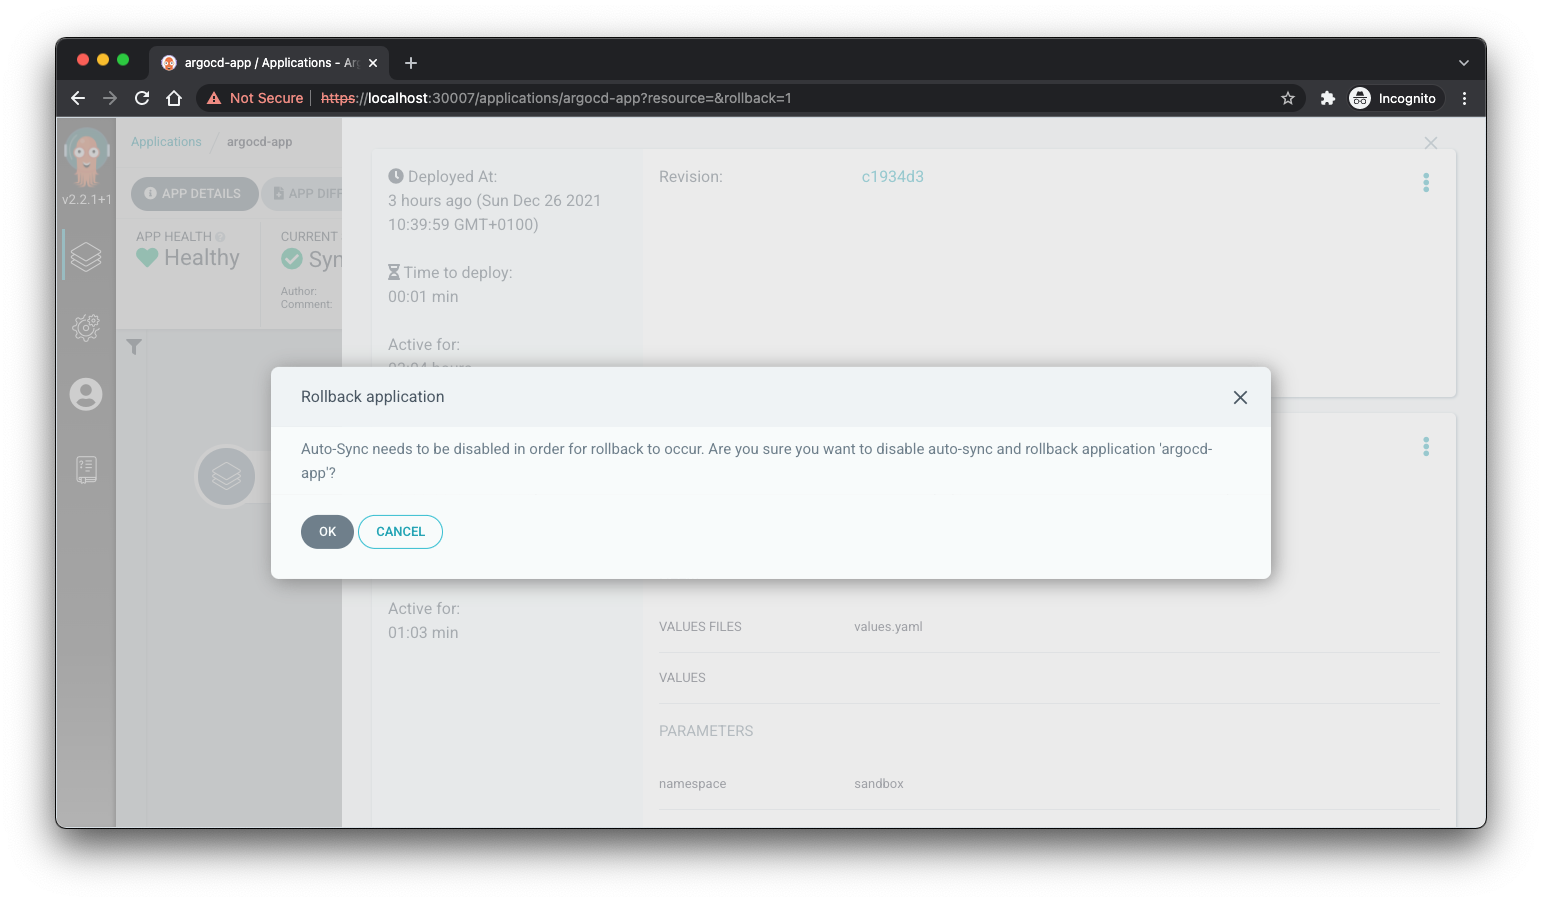 argocd-app / Applications - Ar
Not Secure
https://localhost:30007/applications/argocd-app?resource=&rollback=1
Incognito
v2.2.1+1
Applications / argocd-app
APP DETAILS
APP DIFF
APP HEALTH
Healthy
CURRENT
Syn
Author:
Comment:
Deployed At:
3 hours ago (Sun Dec 26 2021
10:39:59 GMT+0100)
Time to deploy:
00:01 min
Active for:
03:04 hours
Revision:
c1934d3
Rollback application
Auto-Sync needs to be disabled in order for rollback to occur. Are you sure you want to disable auto-sync and rollback application 'argocd-
app'?
OK
CANCEL
Active for:
01:03 min
VALUES FILES
values.yaml
VALUES
PARAMETERS
namespace
sandbox